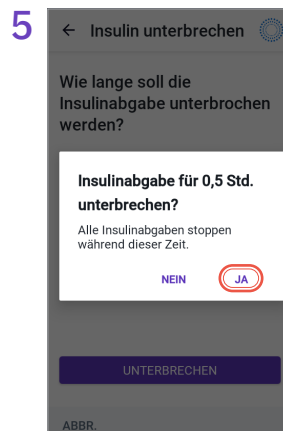 5
Insulin unterbrechen
Wie lange soll die
Insulinabgabe unterbrochen
werden?
Insulinabgabe für 0,5 Std.
unterbrechen?
Alle Insulinabgaben stoppen
während dieser Zeit.
NEIN JA
UNTERBRECHEN
ABBR.